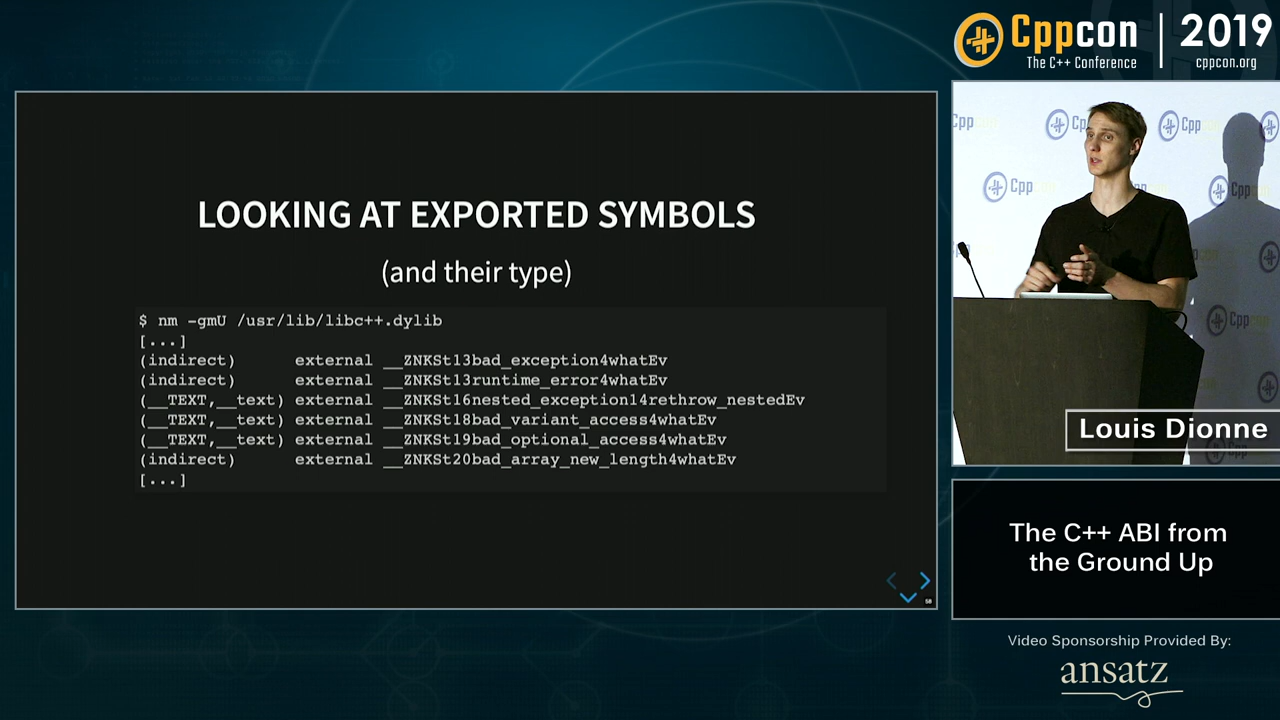 Cppcon
The C++ Conference
2019
cppcon.org
LOOKING AT EXPORTED SYMBOLS
(and their type)
$ nm -gmU /usr/lib/libc++.dylib
[...]
(indirect)      external __ZNKSt13bad_exception4whatEv
(indirect)      external __ZNKSt13runtime_error4whatEv
(__TEXT,__text) external __ZNKSt16nested_exception14rethrow_nestedEv
(__TEXT,__text) external __ZNKSt18bad_variant_access4whatEv
(__TEXT,__text) external __ZNKSt19bad_optional_access4whatEv
(indirect)      external __ZNKSt20bad_array_new_length4whatEv
[...]
Louis Dionne
The C++ ABI from
the Ground Up
Video Sponsorship Provided By:
ansatz